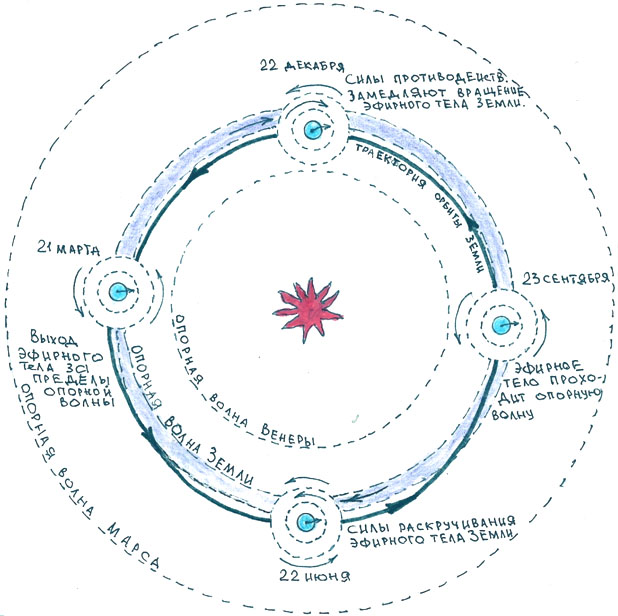 22 ДЕКАБРЯ
СИЛЫ ПРОТИВОДЕЙСТВ.
ЗАМЕДЛЯЮТ ВРАЩЕНИЕ
ЭФИРНОГО ТЕЛА ЗЕМЛИ.
ТРАЕКТОРИЯ ОРБИТЫ ЗЕМЛИ
21 МАРТА
23 СЕНТЯБРЯ
ВЫХОД
ЭФИРНОГО
ТЕЛА ЗА
ПРЕДЕЛЫ
ОПОРНОЙ
ВОЛНЫ
ЭФИРНОЕ
ТЕЛО ПРОХО-
ДИТ ОПОРНУЮ
ВОЛНУ
ОПОРНАЯ ВОЛНА ВЕНЕРЫ
ОПОРНАЯ ВОЛНА ЗЕМЛИ
ОПОРНАЯ ВОЛНА МАРСА
СИЛЫ РАСКРУЧИВАНИЯ
ЭФИРНОГО ТЕЛА ЗЕМЛИ
22 ИЮНЯ